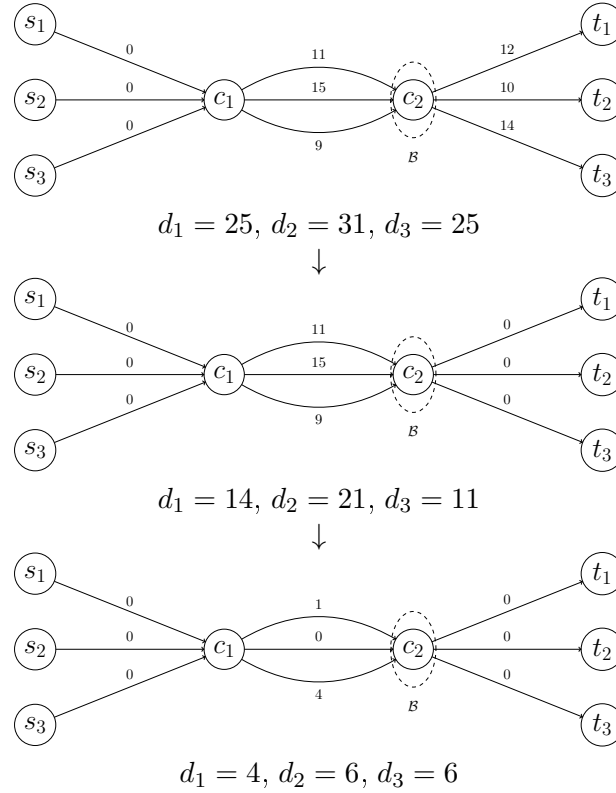 s₁ 0 11 12 t₁
s₂ 0 c₁ 15 c₂ 10 t₂
s₃ 0 9 ℬ 14 t₃
d₁ = 25, d₂ = 31, d₃ = 25
↓
s₁ 0 11 0 t₁
s₂ 0 c₁ 15 c₂ 0 t₂
s₃ 0 9 ℬ 0 t₃
d₁ = 14, d₂ = 21, d₃ = 11
↓
s₁ 0 1 0 t₁
s₂ 0 c₁ 0 c₂ 0 t₂
s₃ 0 4 ℬ 0 t₃
d₁ = 4, d₂ = 6, d₃ = 6